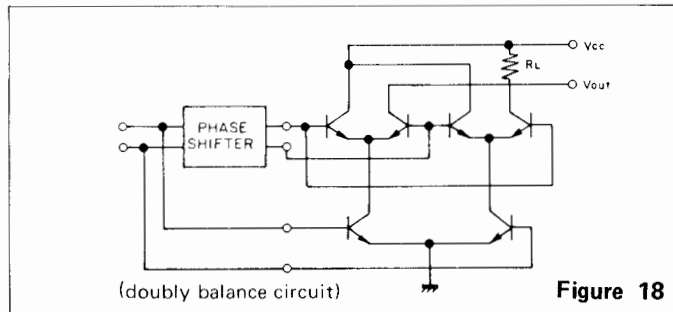 Vcc
RL
Vout
PHASE
SHIFTER
(doubly balance circuit)
Figure 18